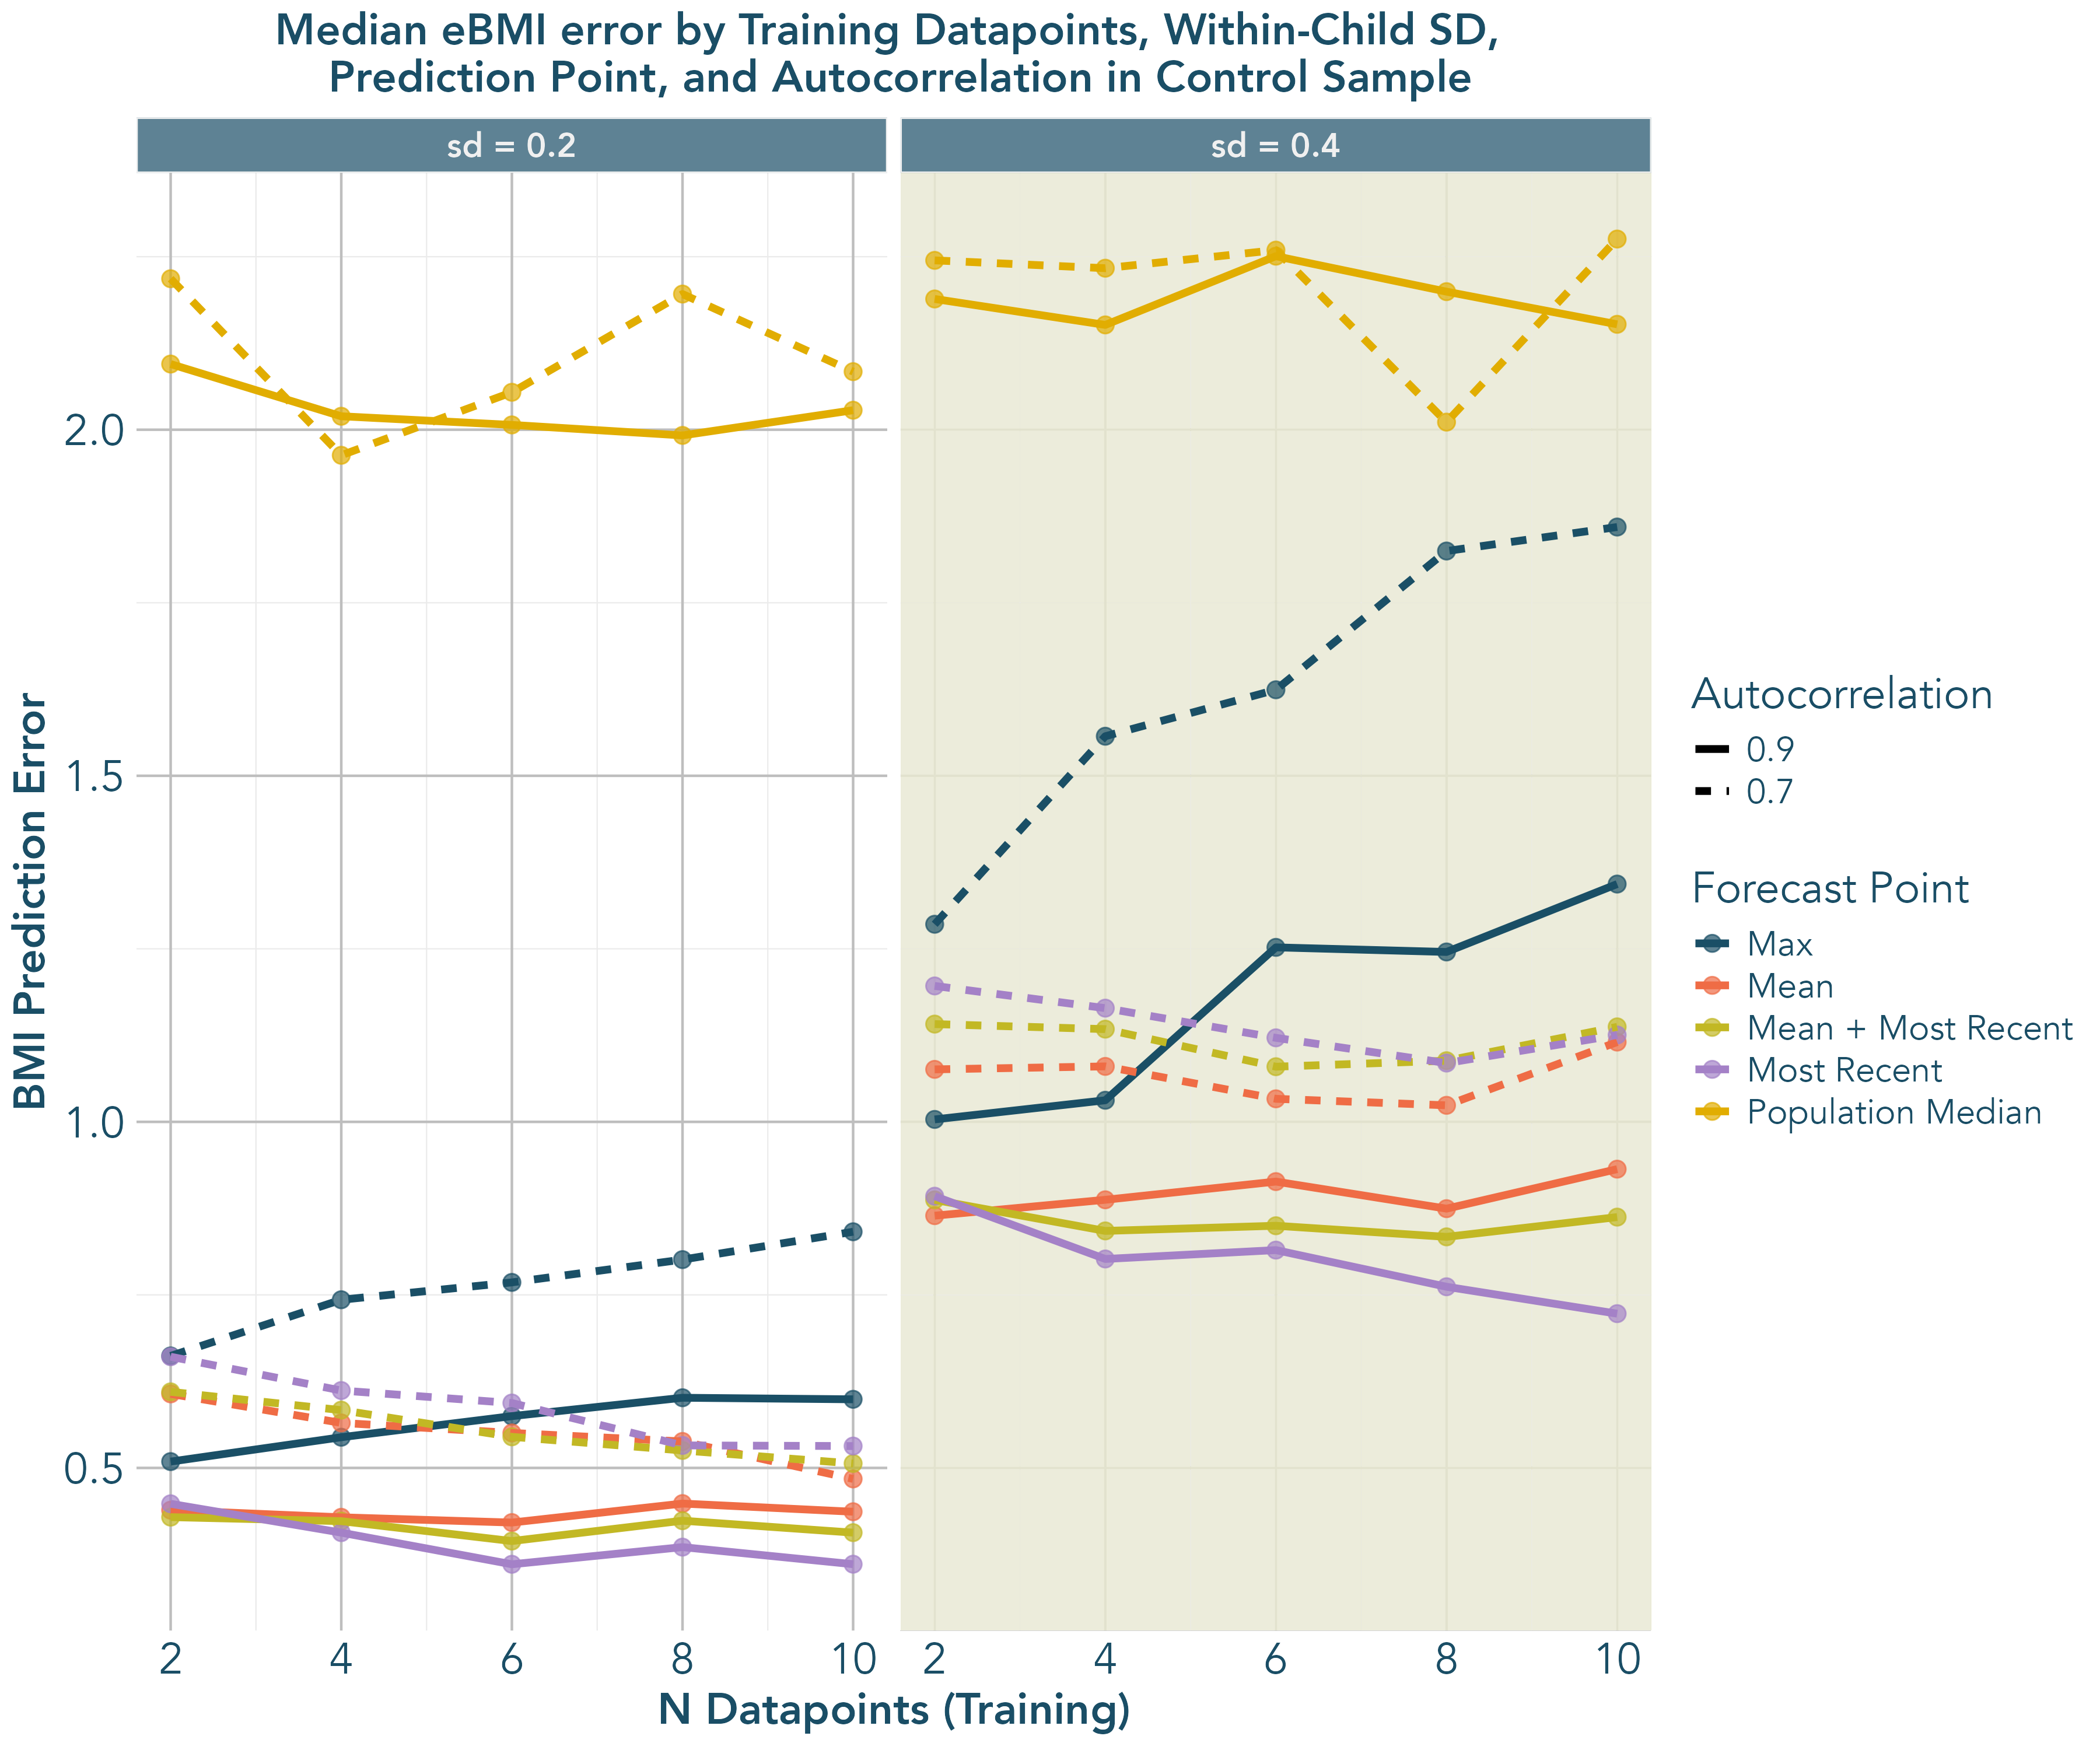 Median eBMI error by Training Datapoints, Within-Child SD,
Prediction Point, and Autocorrelation in Control Sample
sd = 0.2
sd = 0.4
BMI Prediction Error
2.0
1.5
1.0
0.5
2 4 6 8 10
2 4 6 8 10
N Datapoints (Training)
Autocorrelation
0.9
0.7
Forecast Point
Max
Mean
Mean + Most Recent
Most Recent
Population Median